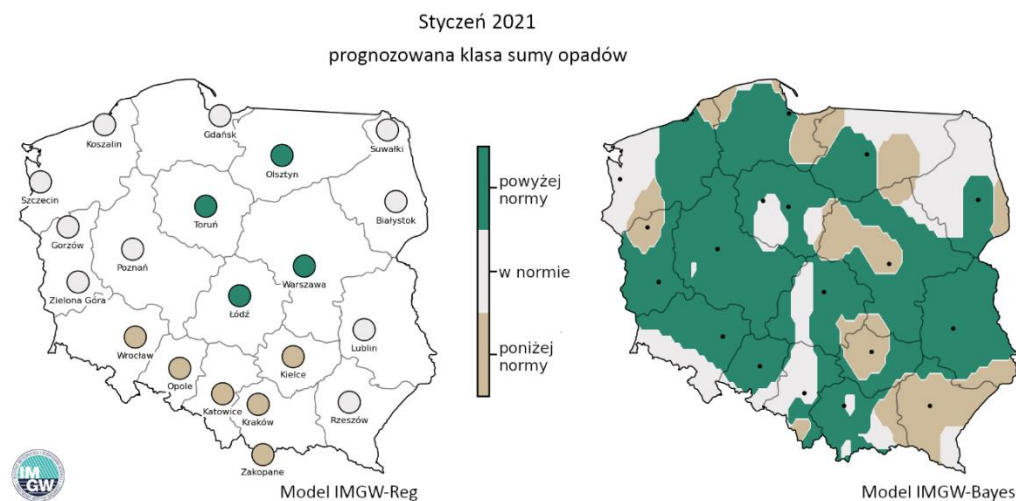 Styczeń 2021
prognozowana klasa sumy opadów
Koszalin
Gdańsk
Suwałki
Olsztyn
Szczecin
Białystok
Toruń
Gorzów
Poznań
Zielona Góra
Warszawa
Łódź
Wrocław
Lublin
Opole
Kielce
Katowice
Kraków
Rzeszów
Zakopane
powyżej
normy
w normie
poniżej
normy
IM
GW
Model IMGW-Reg
Model IMGW-Bayes